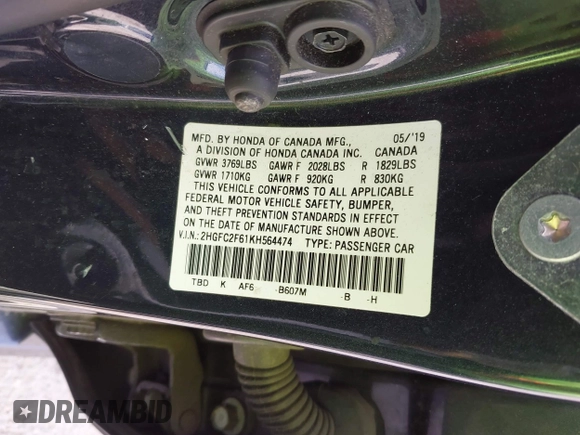 MFD. BY HONDA OF CANADA MFG., 05/'19
A DIVISION OF HONDA CANADA INC. CANADA
GVWR 3769LBS GAWR F 2028LBS R 1829LBS
GVWR 1710KG GAWR F 920KG R 830KG
THIS VEHICLE CONFORMS TO ALL APPLICABLE
FEDERAL MOTOR VEHICLE SAFETY, BUMPER,
AND THEFT PREVENTION STANDARDS IN EFFECT
ON THE DATE OF MANUFACTURE SHOWN ABOVE.
V.I.N.: 2HGFC2F61KH564474 TYPE: PASSENGER CAR
TBD K AF6 -B607M -B -H
DREAMBID